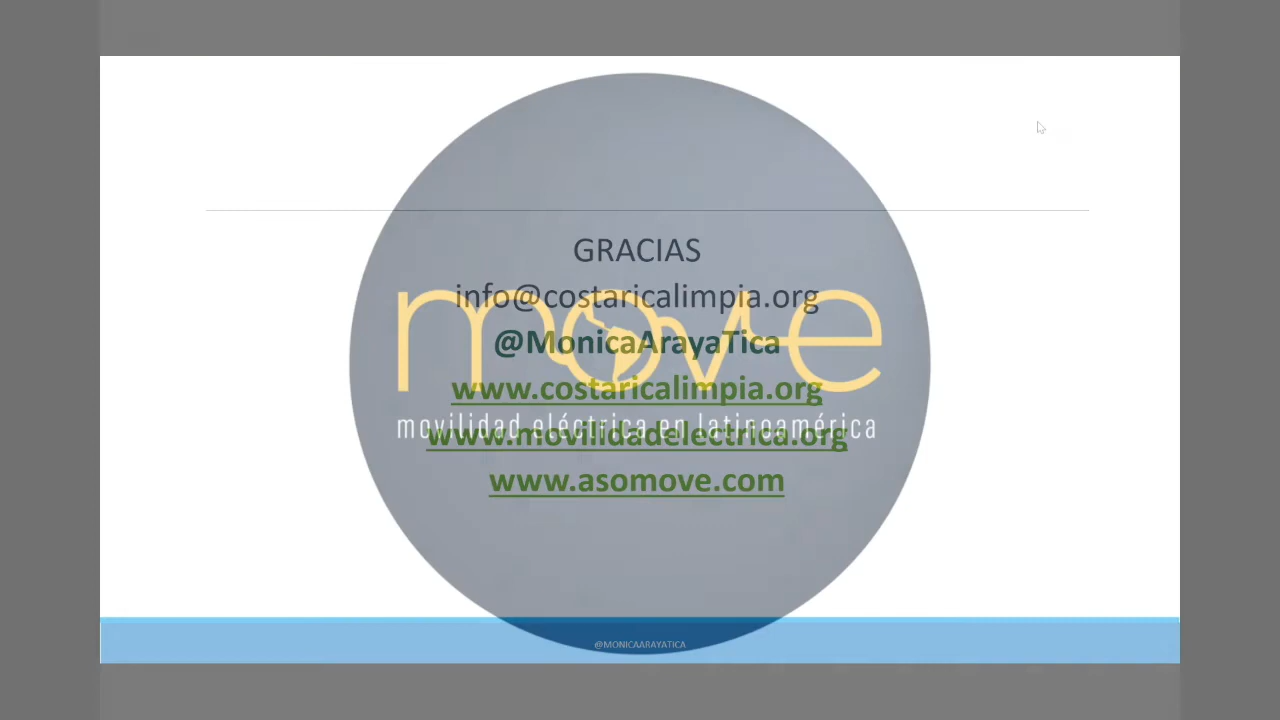 GRACIAS
info@costaricalimpia.org
move
@MonicaArayaTica
www.costaricalimpia.org
movilidad eléctrica en latinoamérica
www.movilidadelectrica.org
www.asomove.com
@MONICAARAYATICA